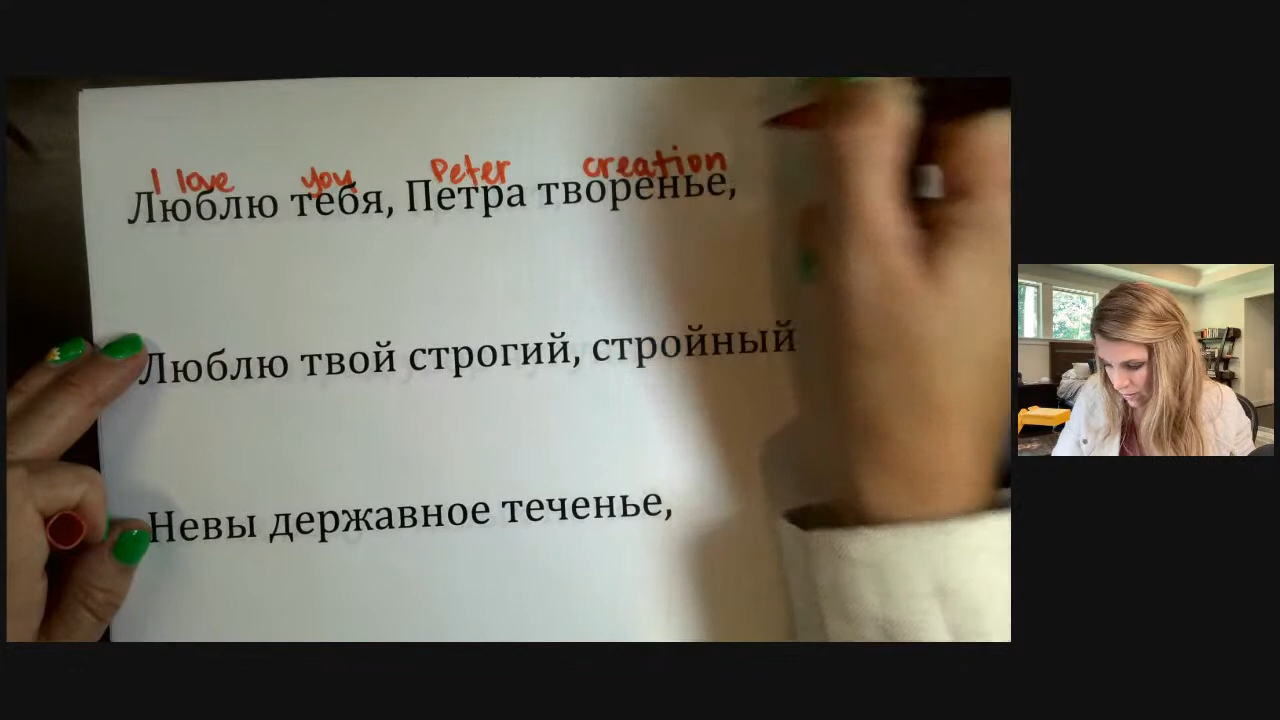 I love you Peter creation
Люблю тебя, Петра творенье,
Люблю твой строгий, стройный
Невы державное теченье,